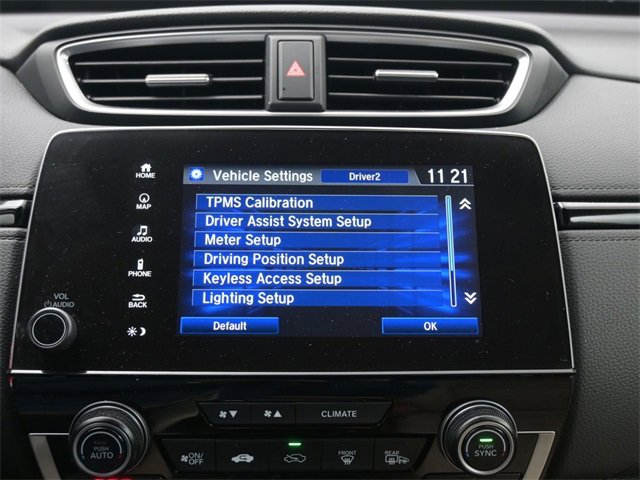 HOME
Vehicle Settings Driver2 11 21
MAP
TPMS Calibration
Driver Assist System Setup
AUDIO
Meter Setup
PHONE
Driving Position Setup
Keyless Access Setup
BACK
Lighting Setup
VOL
AUDIO
Default OK
CLIMATE
PUSH
AUTO
ON/
OFF
FRONT
REAR
PUSH
SYNC